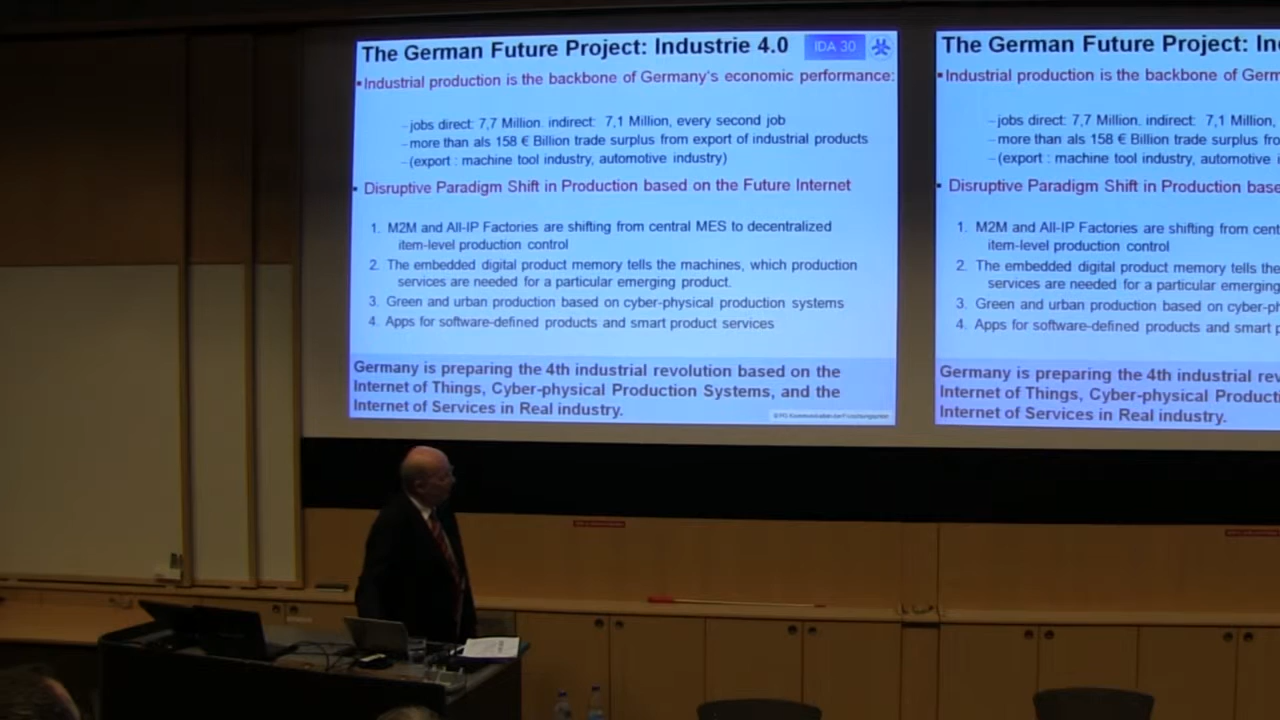 The German Future Project: Industrie 4.0
IDA 30
▪Industrial production is the backbone of Germany's economic performance:
–jobs direct: 7,7 Million. indirect: 7,1 Million, every second job
–more than als 158 € Billion trade surplus from export of industrial products
–(export : machine tool industry, automotive industry)
▪ Disruptive Paradigm Shift in Production based on the Future Internet
1. M2M and All-IP Factories are shifting from central MES to decentralized
item-level production control
2. The embedded digital product memory tells the machines, which production
services are needed for a particular emerging product.
3. Green and urban production based on cyber-physical production systems
4. Apps for software-defined products and smart product services
Germany is preparing the 4th industrial revolution based on the
Internet of Things, Cyber-physical Production Systems, and the
Internet of Services in Real industry.
The German Future Project: In
▪Industrial production is the backbone of Germ
–jobs direct: 7,7 Million. indirect: 7,1 Million,
–more than als 158 € Billion trade surplus fro
–(export : machine tool industry, automotive i
▪ Disruptive Paradigm Shift in Production base
1. M2M and All-IP Factories are shifting from cent
item-level production control
2. The embedded digital product memory tells the
services are needed for a particular emerging
3. Green and urban production based on cyber-ph
4. Apps for software-defined products and smart p
Germany is preparing the 4th industrial rev
Internet of Things, Cyber-physical Producti
Internet of Services in Real industry.